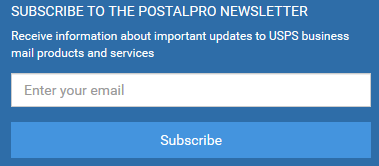 SUBSCRIBE TO THE POSTALPRO NEWSLETTER
Receive information about important updates to USPS business
mail products and services
Enter your email
Subscribe